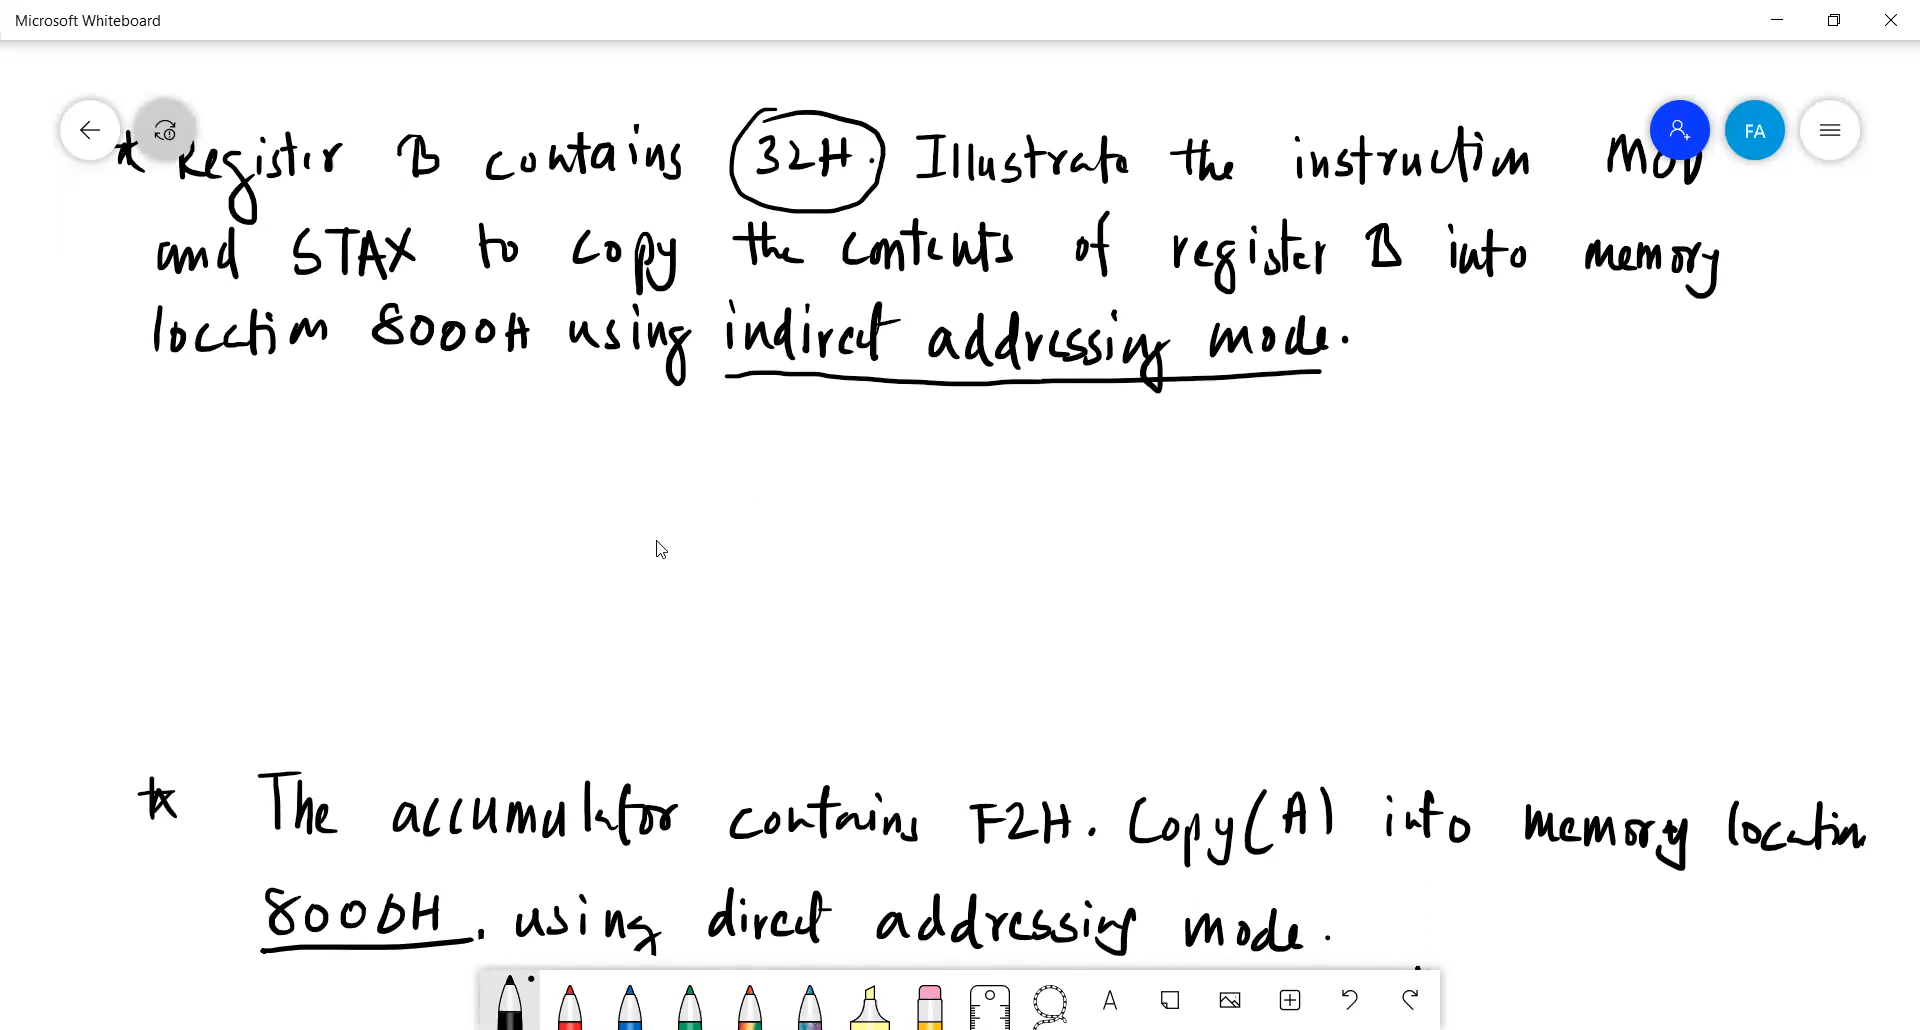 Microsoft Whiteboard
FA
* Register B contains 32H. Illustrate the instruction MOV
and STAX to copy the contents of register B into memory
location 8000H using indirect addressing mode.
* The accumulator contains F2H. Copy (A) into memory location
8000H. using direct addressing mode.
A